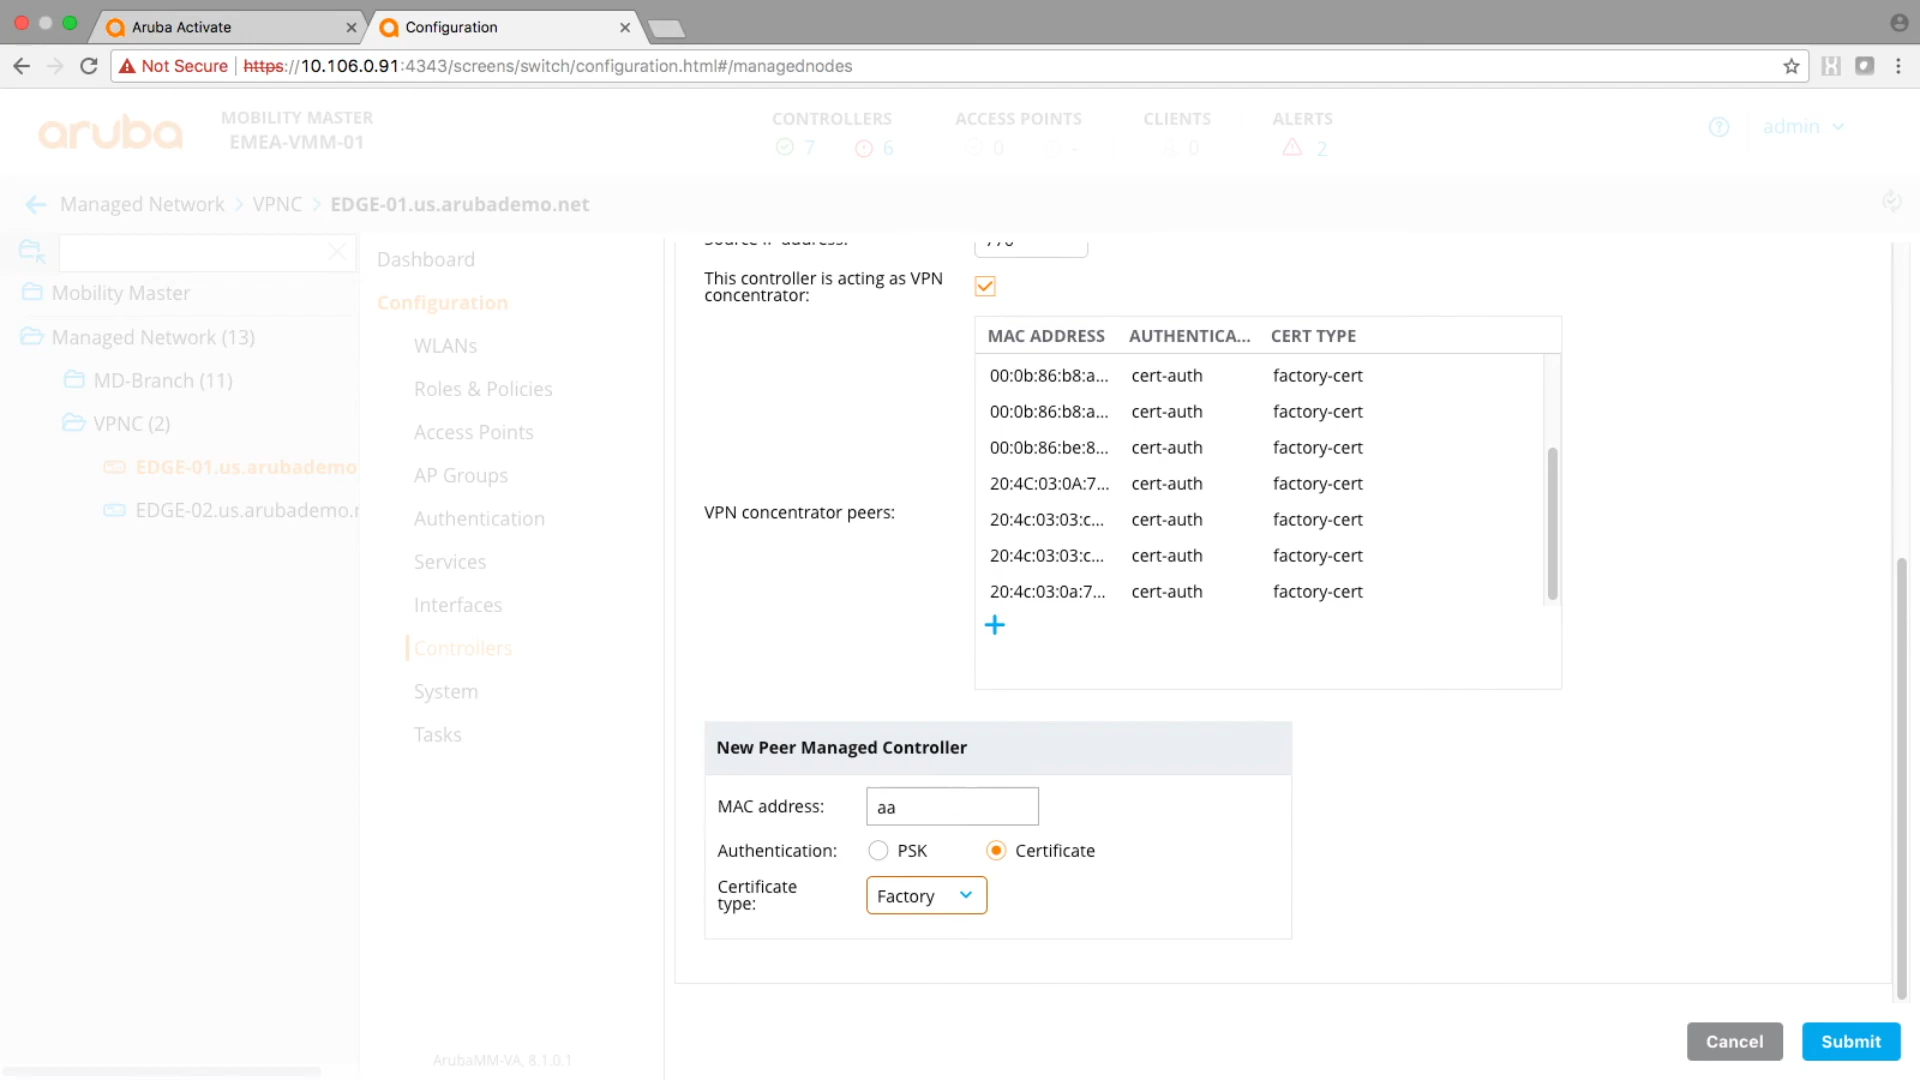 Aruba Activate
Configuration
Not Secure
https://10.106.0.91:4343/screens/switch/configuration.html#/managednodes
aruba
MOBILITY MASTER
EMEA-VMM-01
CONTROLLERS
7 6
ACCESS POINTS
0 -
CLIENTS
0
ALERTS
2
admin
Managed Network > VPNC > EDGE-01.us.arubademo.net
Mobility Master
Managed Network (13)
MD-Branch (11)
VPNC (2)
EDGE-01.us.arubademo
EDGE-02.us.arubademo.r
Dashboard
Configuration
WLANs
Roles & Policies
Access Points
AP Groups
Authentication
Services
Interfaces
Controllers
System
Tasks
ArubaMM-VA, 8.1.0.1
Source IP address:
This controller is acting as VPN
concentrator:
VPN concentrator peers:
MAC ADDRESS AUTHENTICA... CERT TYPE
00:0b:86:b8:a... cert-auth factory-cert
00:0b:86:b8:a... cert-auth factory-cert
00:0b:86:be:8... cert-auth factory-cert
20:4C:03:0A:7... cert-auth factory-cert
20:4c:03:03:c... cert-auth factory-cert
20:4c:03:03:c... cert-auth factory-cert
20:4c:03:0a:7... cert-auth factory-cert
New Peer Managed Controller
MAC address: aa
Authentication: PSK Certificate
Certificate
type: Factory
Cancel
Submit